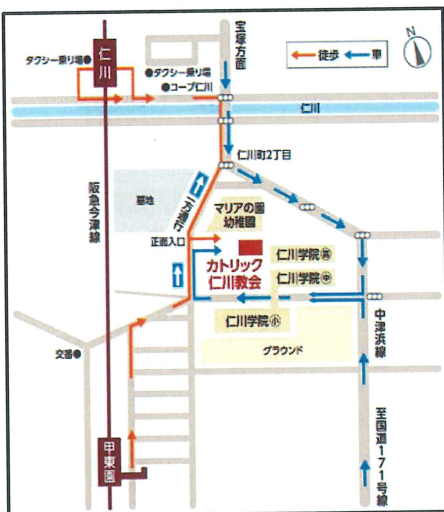 宝塚方面
徒歩
車
N
仁川
タクシー乗り場
タクシー乗り場
コープ仁川
仁川
仁川町2丁目
阪急今津線
墓地
一方通行
マリアの園
幼稚園
正面入口
カトリック
仁川教会
仁川学院高
仁川学院中
仁川学院小
グラウンド
中津浜線
交番
甲東園
至国道171号線